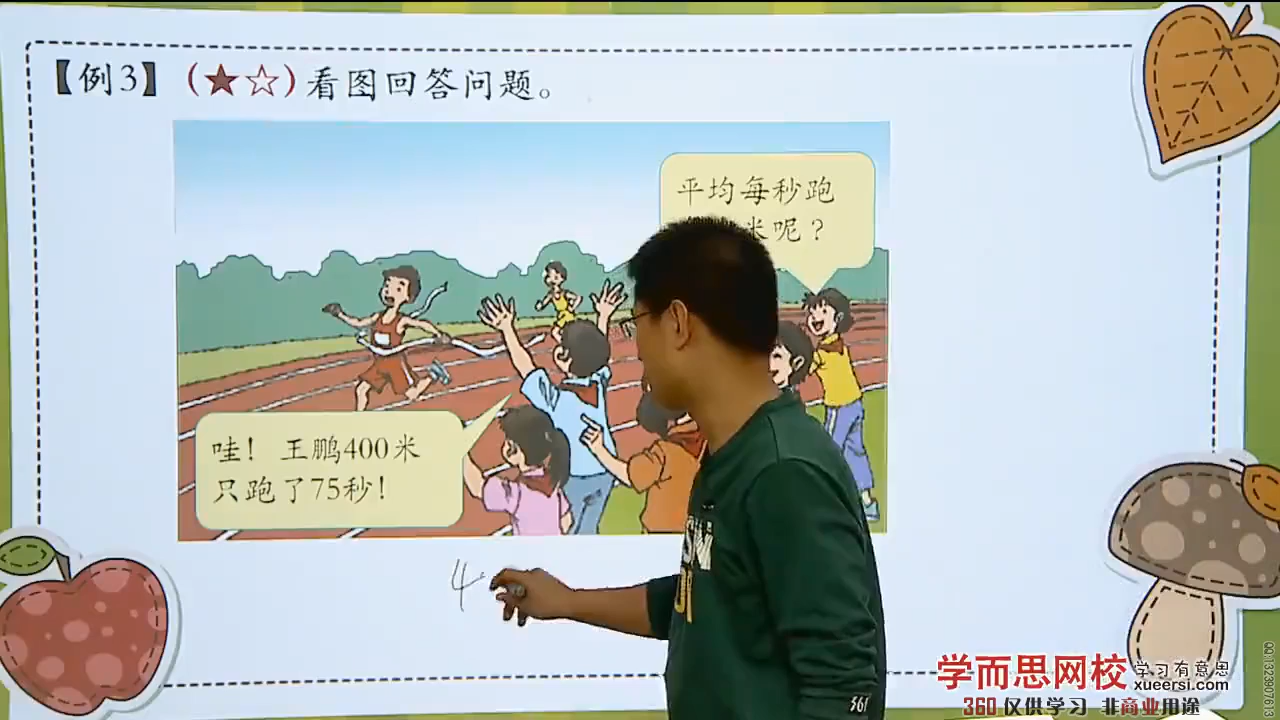 【例3】(★☆)看图回答问题。
平均每秒跑
米呢？
哇！王鹏400米
只跑了75秒！
4
学而思网校 学习有意思
xueersi.com
360 仅供学习 非商业用途